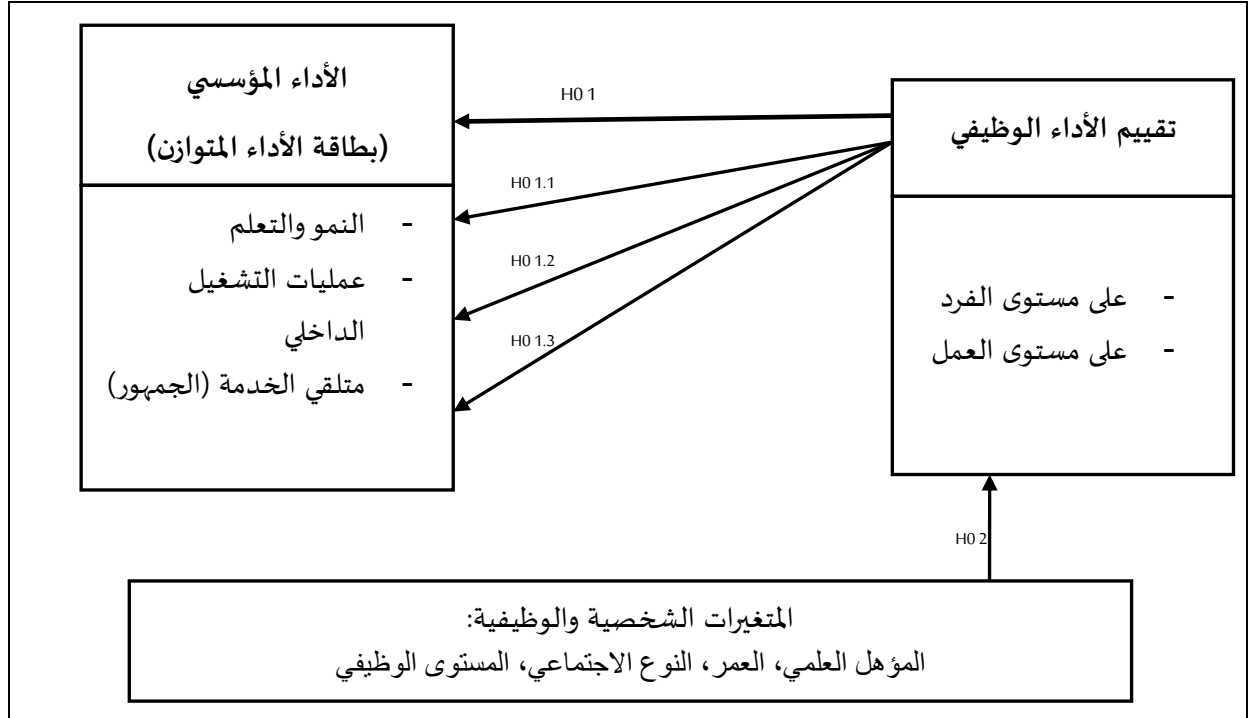 تقييم الأداء الوظيفي
- على مستوى الفرد
- على مستوى العمل
H0 1
H0 1.1
H0 1.2
H0 1.3
الأداء المؤسسي
(بطاقة الأداء المتوازن)
- النمو والتعلم
- عمليات التشغيل
الداخلي
- متلقي الخدمة (الجمهور)
H0 2
المتغيرات الشخصية والوظيفية:
المؤهل العلمي، العمر، النوع الاجتماعي، المستوى الوظيفي